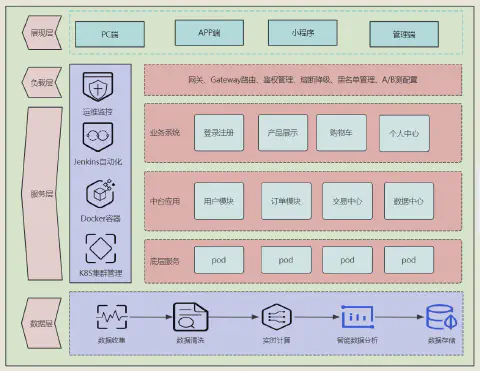 展现层
PC端
APP端
小程序
管理端
负载层
网关、Gateway路由、鉴权管理、熔断降级、黑名单管理、A/B测配置
运维监控
Jenkins自动化
Docker容器
K8S集群管理
服务层
业务系统
登录注册
产品展示
购物车
个人中心
中台应用
用户模块
订单模块
交易中心
数据中心
底层服务
pod
pod
pod
pod
数据层
数据收集
数据清洗
实时计算
智能数据分析
数据存储